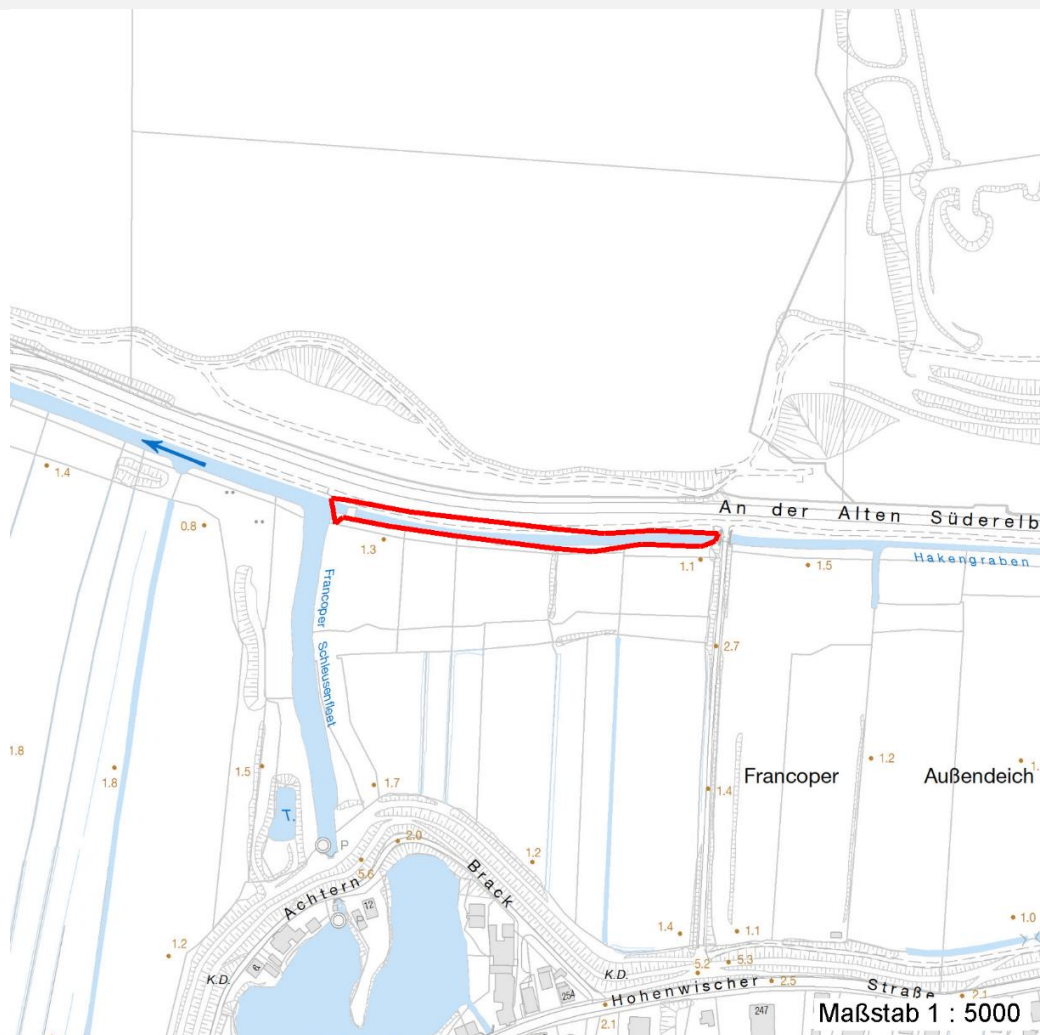 1.4
0.8
An der Alten Süderelb
1.3
1.1
1.5
Hakengraben
Francoper Schleusenfleet
2.7
1.8
1.8
1.5
1.7
1.4
1.2
Francoper
Außendeich
1.
T.
P
2.0
5.6
Achtern
Brack
1.2
12
P
1.2
1.4
1.1
1.0
8
K.D.
5.2
5.3
K.D.
254
Hohenwischer
2.5
Straße
2.1
2.1
247
Maßstab 1 : 5000